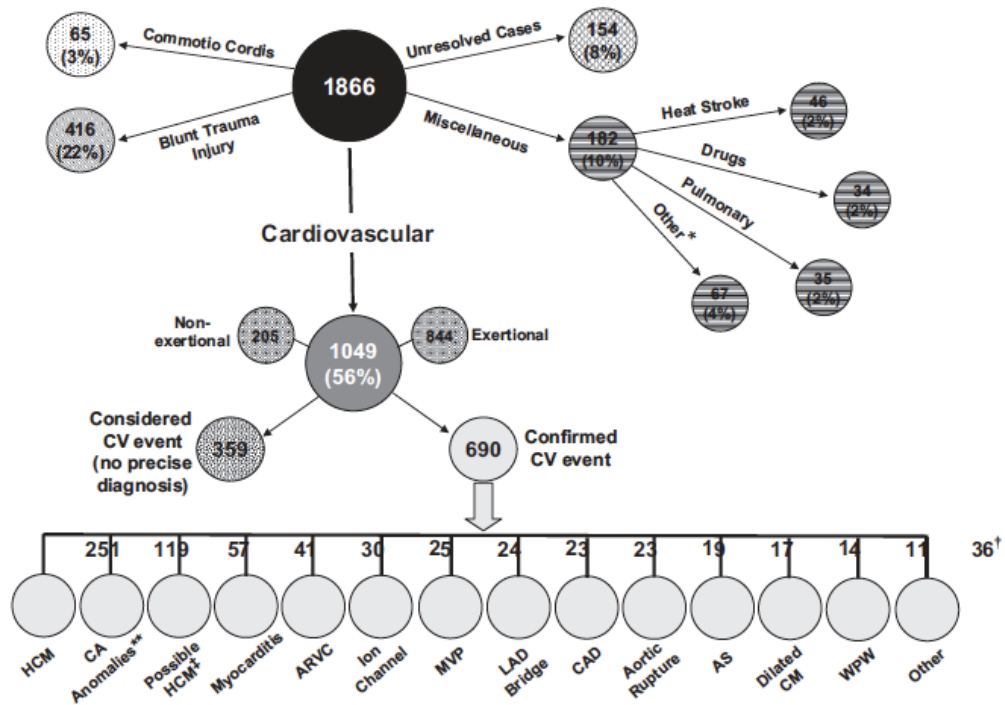 65
(3%)
Commotio Cordis
1866
Unresolved Cases
154
(8%)
416
(22%)
Blunt Trauma
Injury
Miscellaneous
182
(10%)
Heat Stroke
46
(2%)
Drugs
34
(2%)
Pulmonary
35
(2%)
Other *
67
(4%)
Cardiovascular
Non-
exertional
205
844
Exertional
1049
(56%)
Considered
CV event
(no precise
diagnosis)
359
690
Confirmed
CV event
251 119 57 41 30 25 24 23 23 19 17 14 11 36†
HCM
CA
Anomalies**
Possible
HCM‡
Myocarditis
ARVC
Ion
Channel
MVP
LAD
Bridge
CAD
Aortic
Rupture
AS
Dilated
CM
WPW
Other